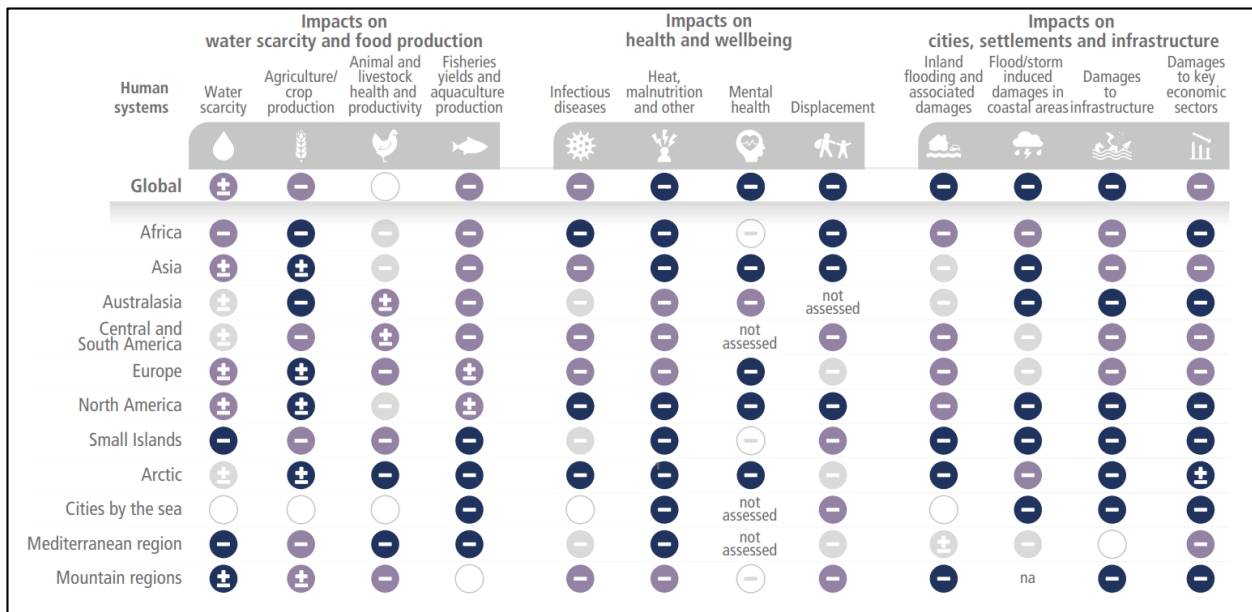 Impacts on
water scarcity and food production
Impacts on
health and wellbeing
Impacts on
cities, settlements and infrastructure
Human
systems
Water
scarcity
Agriculture/
crop
production
Animal and
livestock
health and
productivity
Fisheries
yields and
aquaculture
production
Infectious
diseases
Heat,
malnutrition
and other
Mental
health
Displacement
Inland
flooding and
associated
damages
Flood/storm
induced
damages in
coastal areas
Damages
to
infrastructure
Damages
to key
economic
sectors
Global ± − − − − − − − − − −
Africa − − − − − − − − − − − −
Asia ± ± − − − − − − − − − −
Australasia ± − ± − − − − not assessed − − − −
Central and
South America ± − ± − − − not assessed − − − − −
Europe ± ± − ± − − − − − − − −
North America ± ± − ± − − − − − − − −
Small Islands − − − − − − − − − − − −
Arctic ± ± − − − − − − − − − ±
Cities by the sea − − not assessed − − − −
Mediterranean region − − − − − − not assessed − ± − −
Mountain regions ± ± − − − − − − na − −